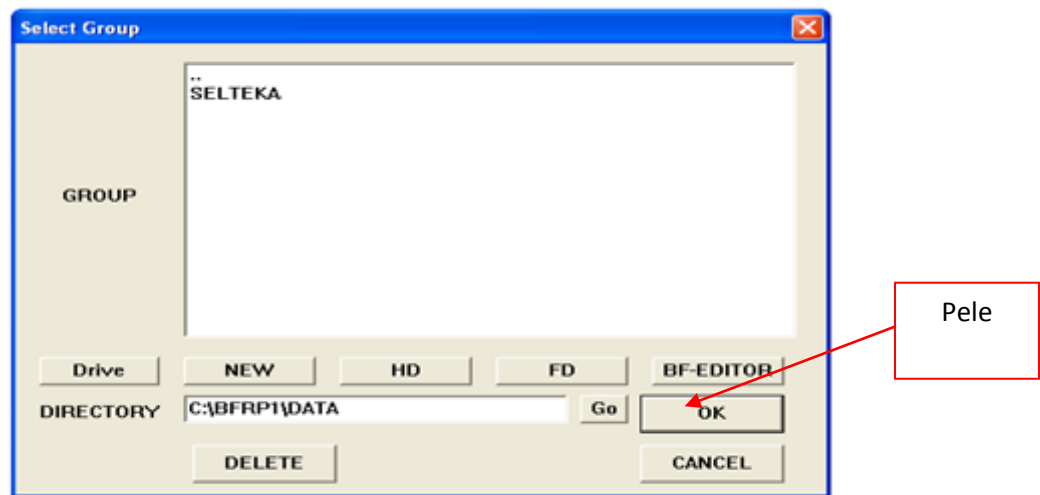 Select Group
..
SELTEKA
GROUP
Pele
Drive NEW HD FD BF-EDITOR
DIRECTORY C:\BFRP1\DATA Go OK
DELETE CANCEL